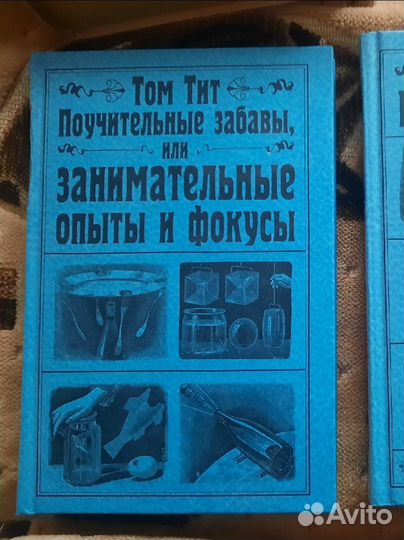 Том Тит
Поучительные забавы,
или
занимательные
опыты и фокусы
Avito